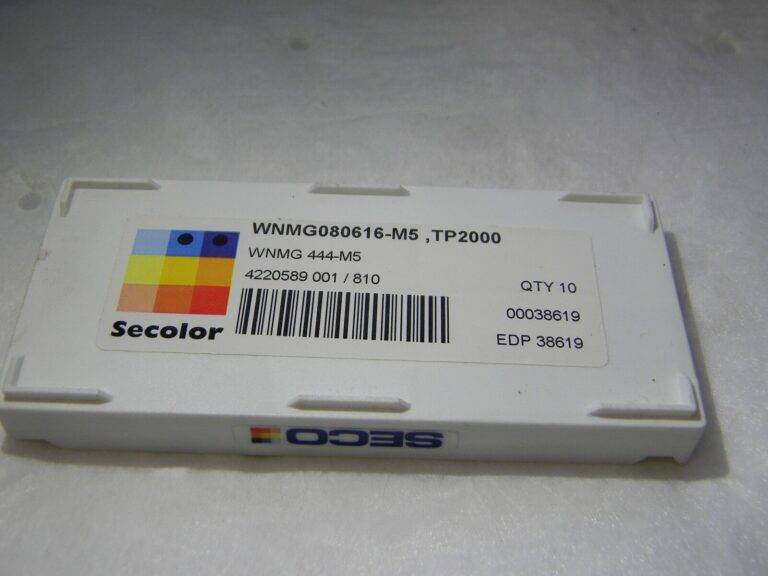 WNMG080616-M5 ,TP2000
WNMG 444-M5
4220589 001 / 810
QTY 10
00038619
EDP 38619
Secolor
SECO